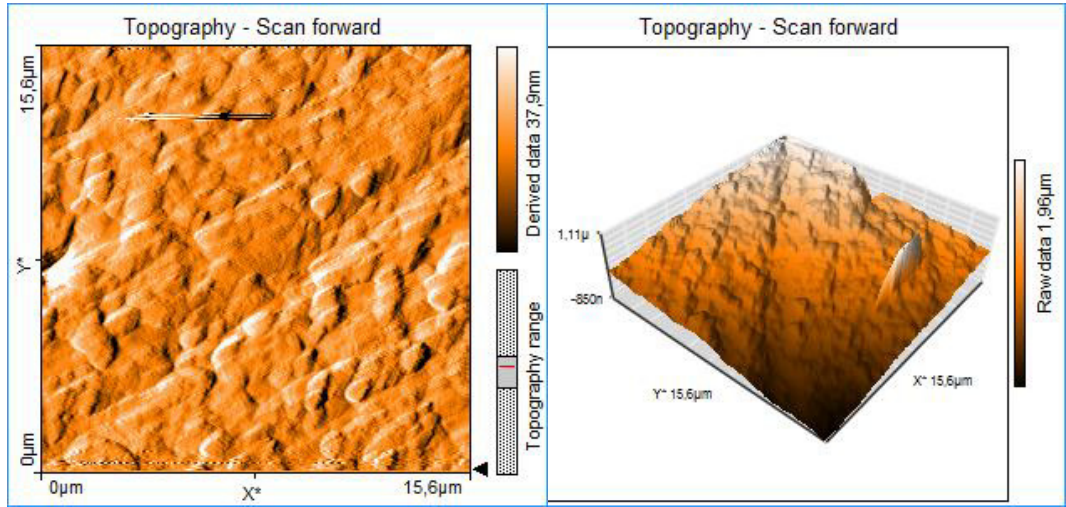 Topography - Scan forward
15,6µm
Y*
0µm
0µm
X*
15,6µm
Derived data 37,9nm
Topography range
Topography - Scan forward
1,11µ
-850n
Y* 15,6µm
X* 15,6µm
Raw data 1,96µm